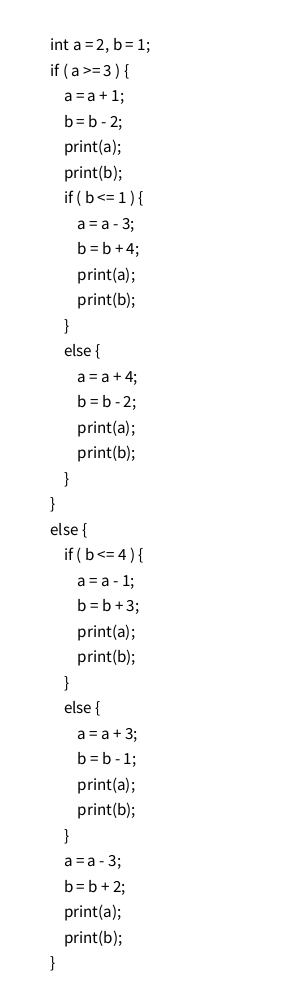 int a = 2, b = 1;
if ( a >= 3 ) {
    a = a + 1;
    b = b - 2;
    print(a);
    print(b);
    if ( b <= 1 ) {
        a = a - 3;
        b = b + 4;
        print(a);
        print(b);
    }
    else {
        a = a + 4;
        b = b - 2;
        print(a);
        print(b);
    }
}
else {
    if ( b <= 4 ) {
        a = a - 1;
        b = b + 3;
        print(a);
        print(b);
    }
    else {
        a = a + 3;
        b = b - 1;
        print(a);
        print(b);
    }
    a = a - 3;
    b = b + 2;
    print(a);
    print(b);
}